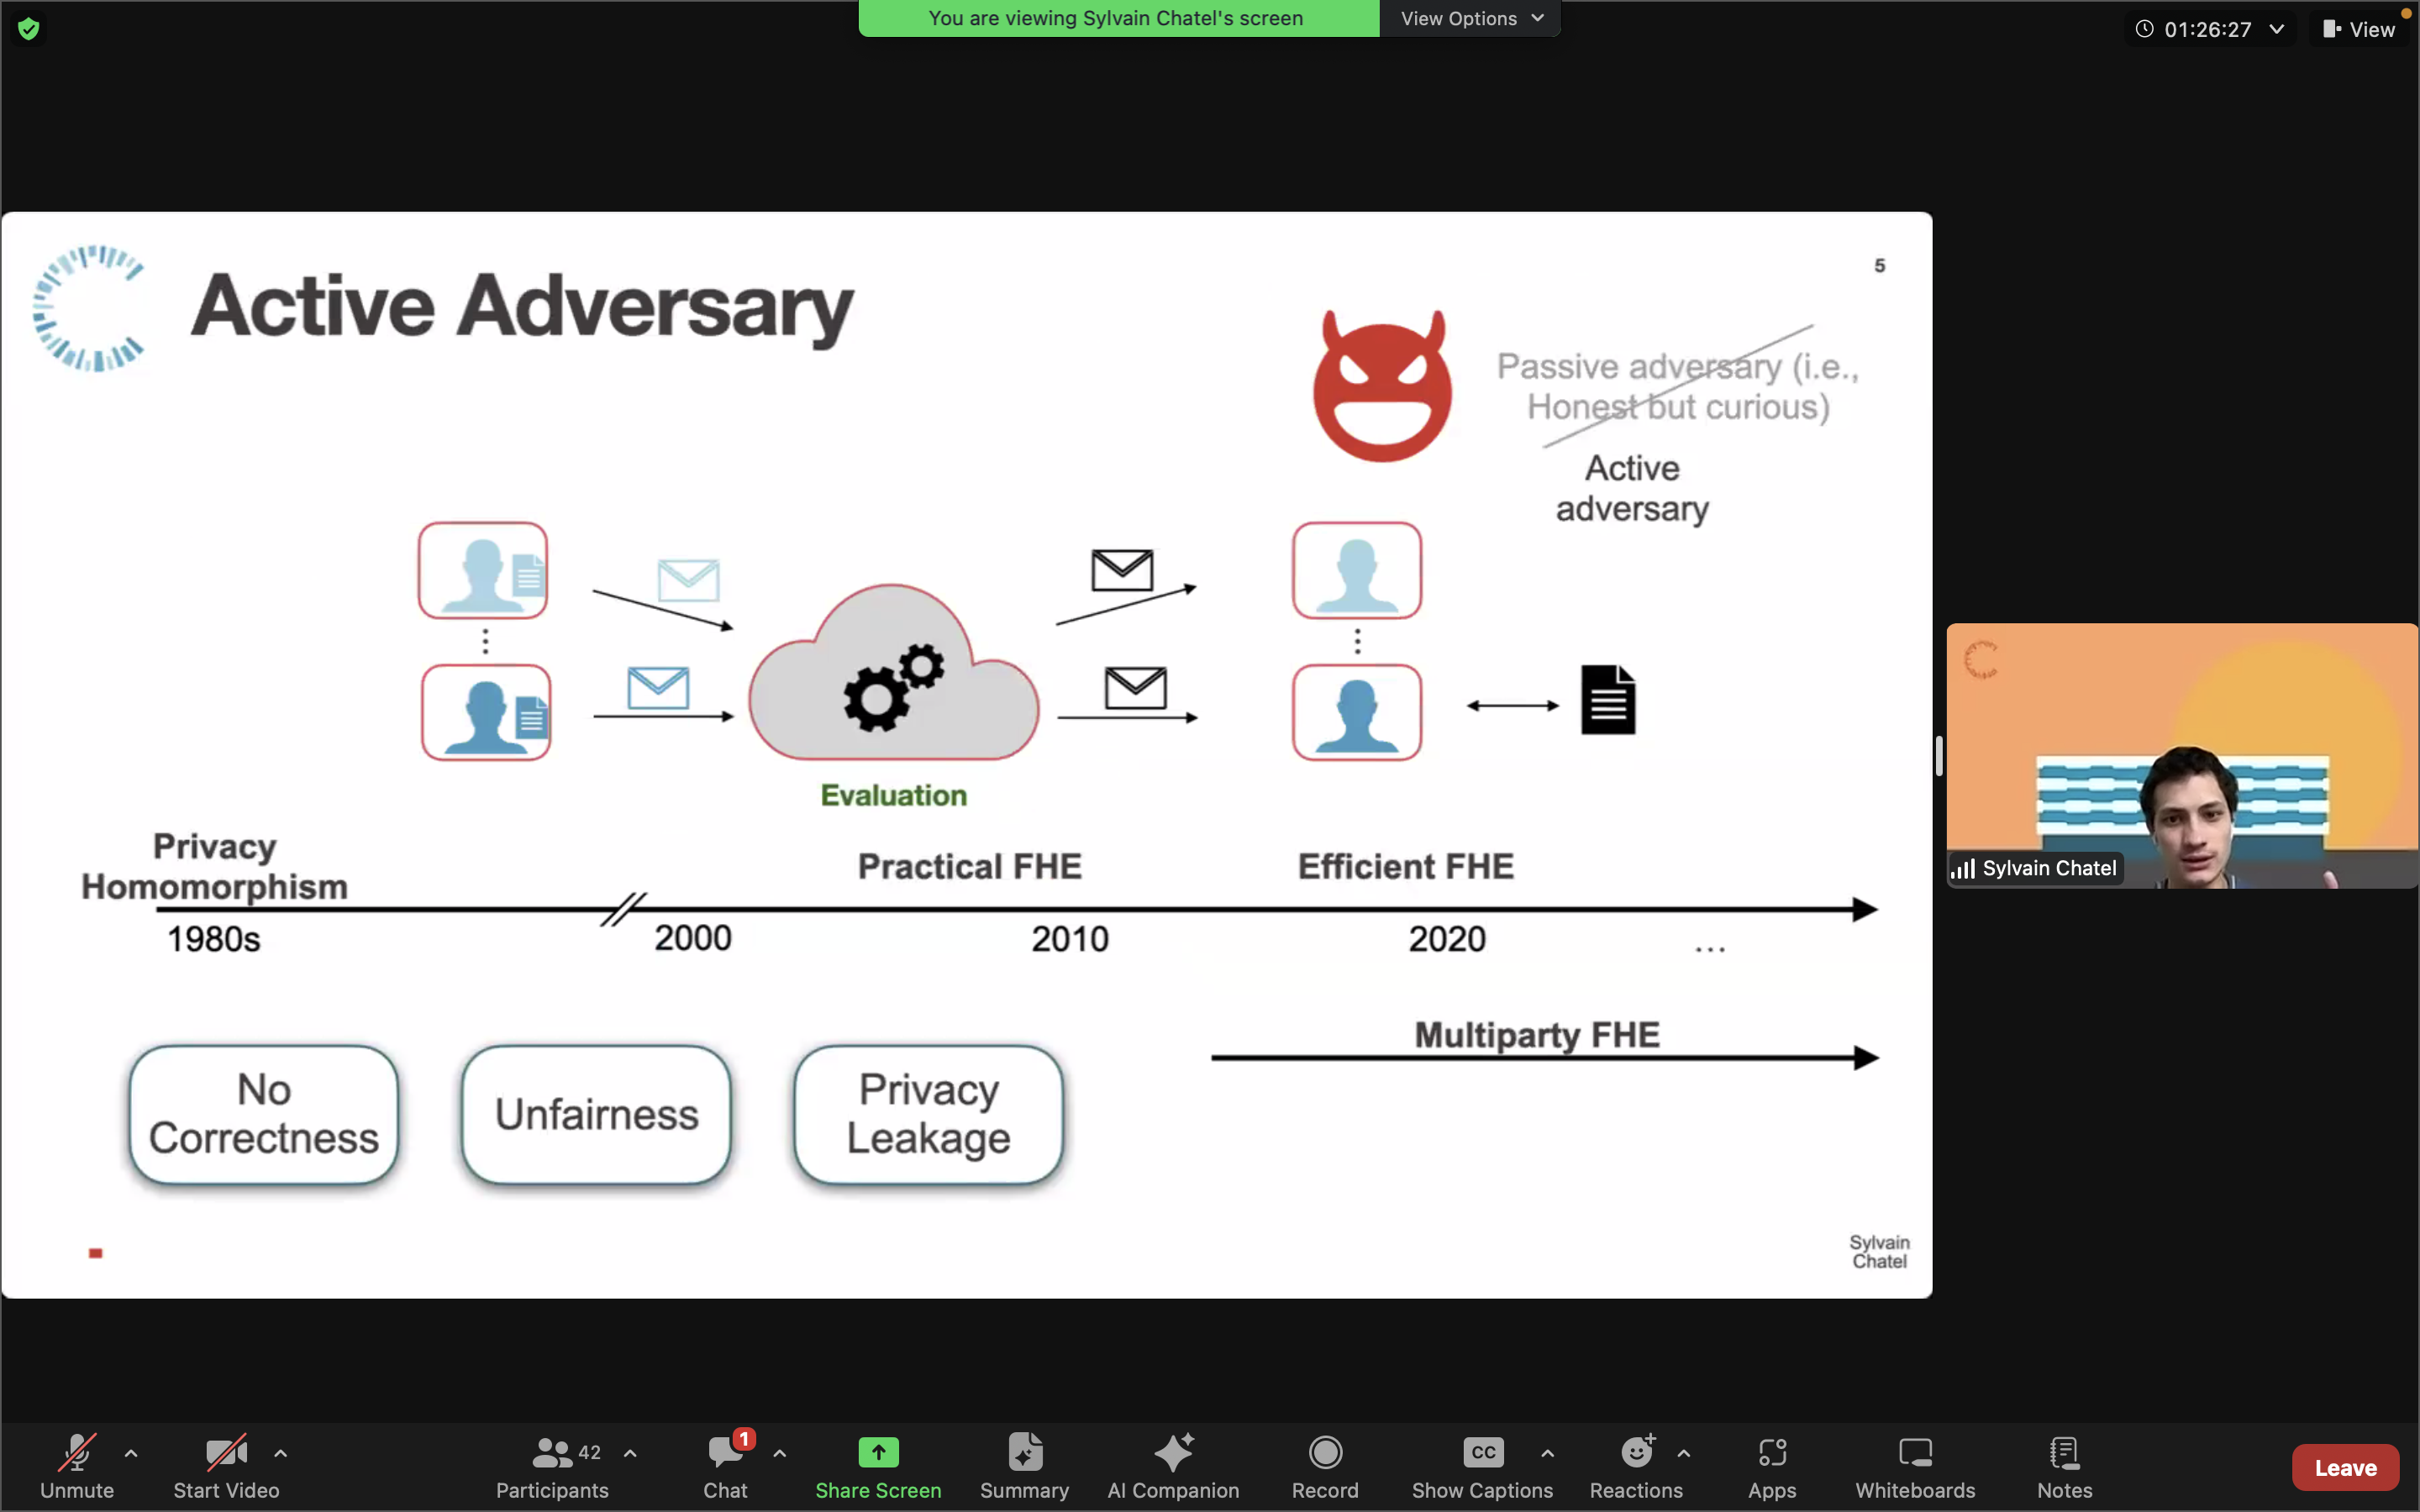 You are viewing Sylvain Chatel's screen
View Options
01:26:27
View
5
Active Adversary
Passive adversary (i.e.,
Honest but curious)
Active
adversary
Evaluation
Privacy
Homomorphism
Practical FHE
Efficient FHE
1980s
2000
2010
2020
...
Multiparty FHE
No
Correctness
Unfairness
Privacy
Leakage
Sylvain
Chatel
Sylvain Chatel
Unmute
Start Video
42
Participants
1
Chat
Share Screen
Summary
AI Companion
Record
CC
Show Captions
Reactions
Apps
Whiteboards
Notes
Leave